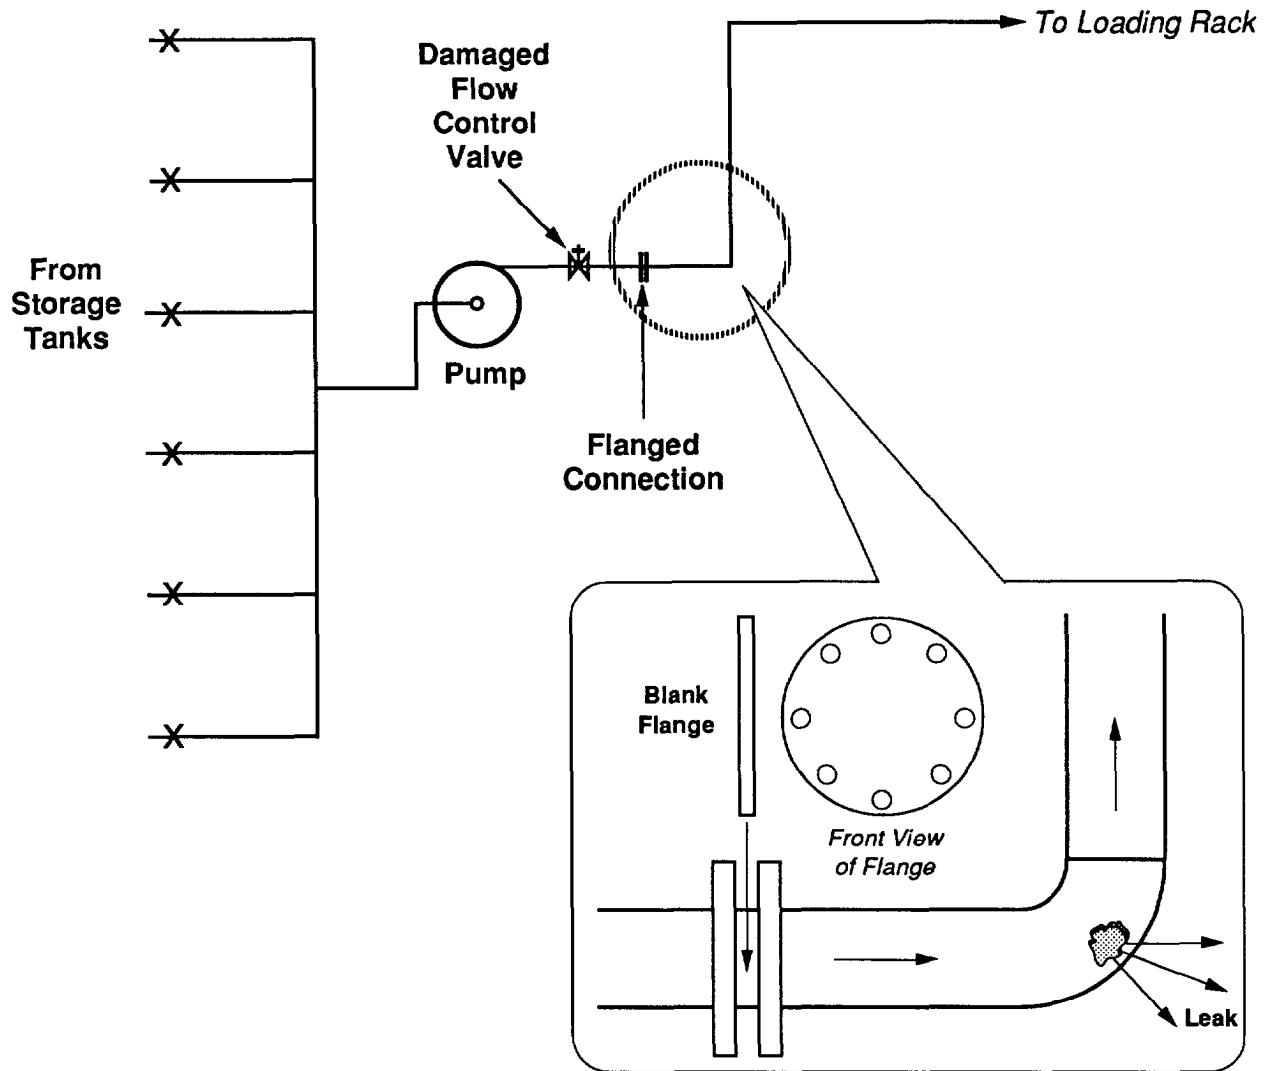 To Loading Rack
Damaged
Flow
Control
Valve
From
Storage
Tanks
Pump
Flanged
Connection
Blank
Flange
Front View
of Flange
Leak